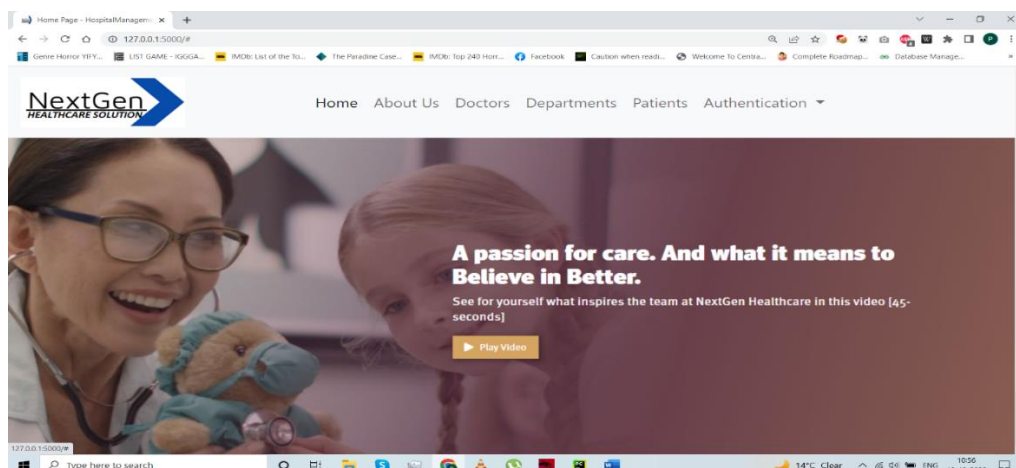 Home Page - HospitalManagem
127.0.0.1:5000/#
Genre Horror YIFY... LIST GAME - IGGGA... IMDb: List of the To... The Paradine Case... IMDb: Top 240 Horr... Facebook Caution when readi... Welcome To Centra... Complete Roadmap... Database Manage... »
NextGen
HEALTHCARE SOLUTION
Home About Us Doctors Departments Patients Authentication
A passion for care. And what it means to
Believe in Better.
See for yourself what inspires the team at NextGen Healthcare in this video [45-
seconds]
Play Video
127.0.0.1:5000/#
Type here to search
14°C Clear ENG
10:56